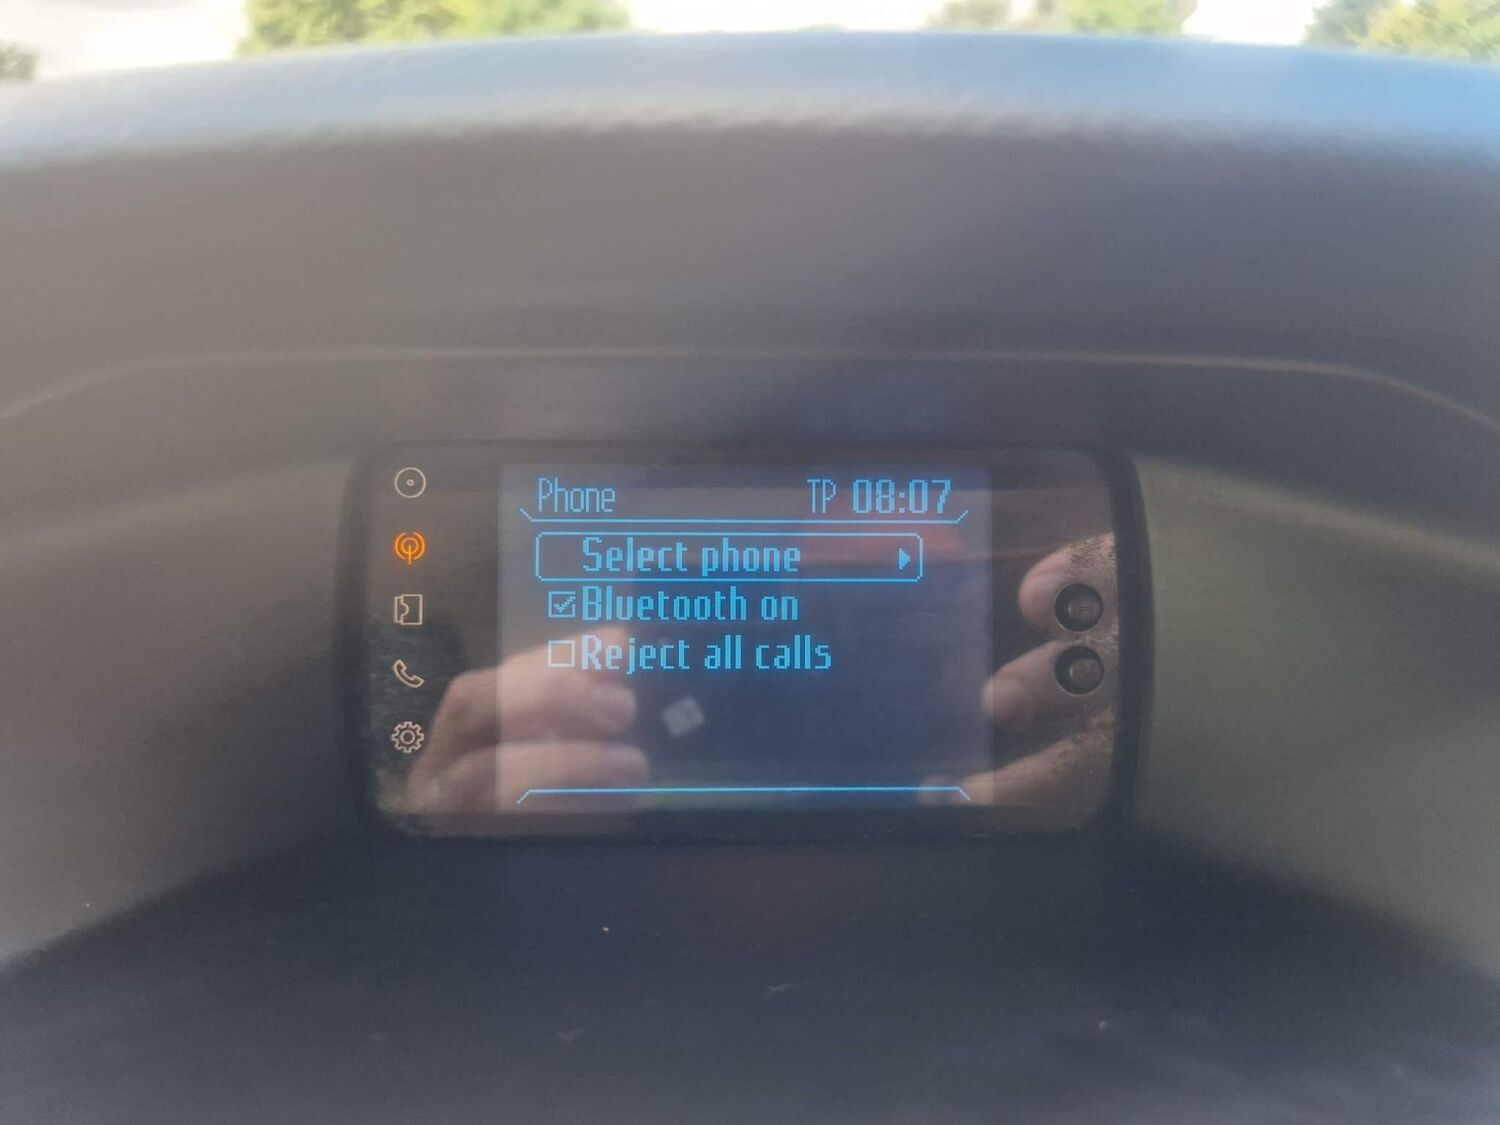 Phone TP 08:07
Select phone
Bluetooth on
Reject all calls